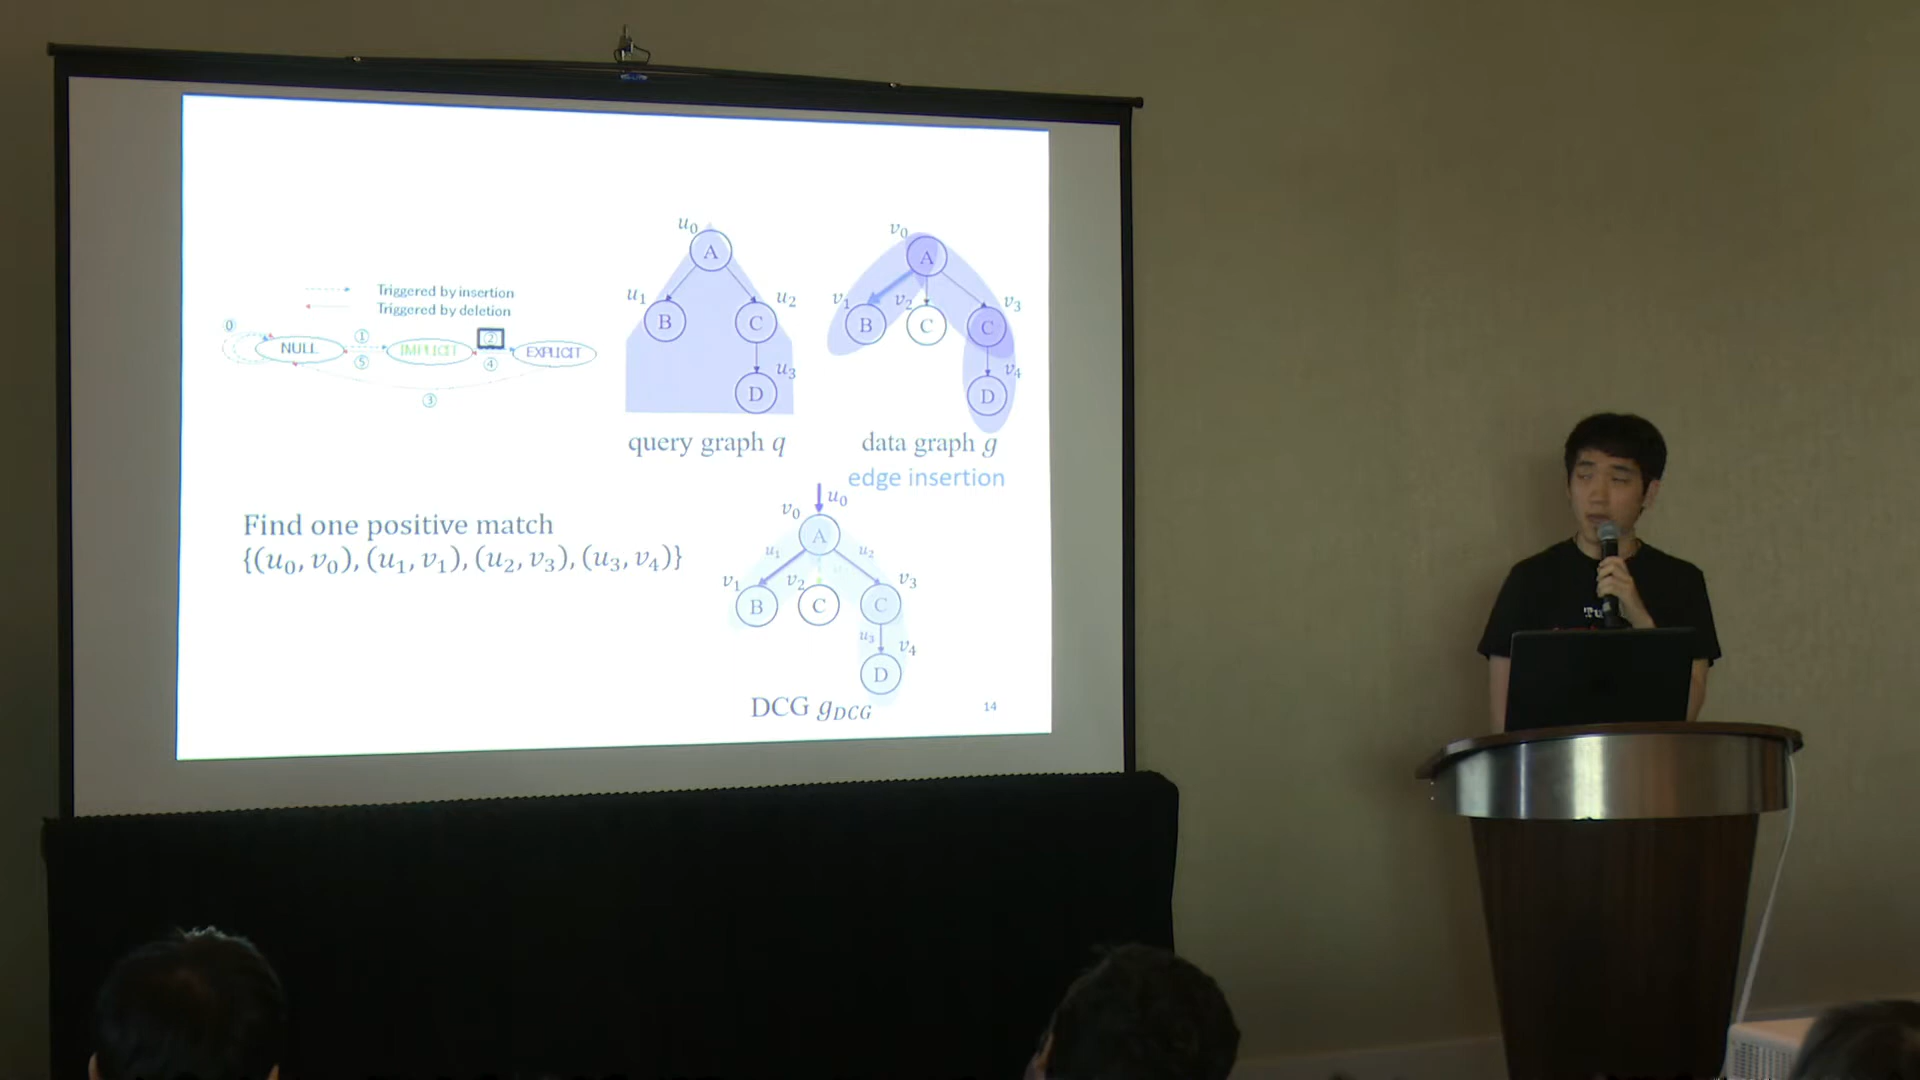 Triggered by insertion
Triggered by deletion
⓪
①
②
NULL
IMPLICIT
EXPLICIT
⑤
④
③
u₀
A
u₁
u₂
B
C
u₃
D
query graph q
v₀
A
v₁
v₂
v₃
B
C
C
v₄
D
data graph g
edge insertion
Find one positive match
{(u₀, v₀), (u₁, v₁), (u₂, v₃), (u₃, v₄)}
u₀
v₀
A
u₁
u₂
v₁
v₂
v₃
B
C
C
u₃
v₄
D
DCG g_DCG
14